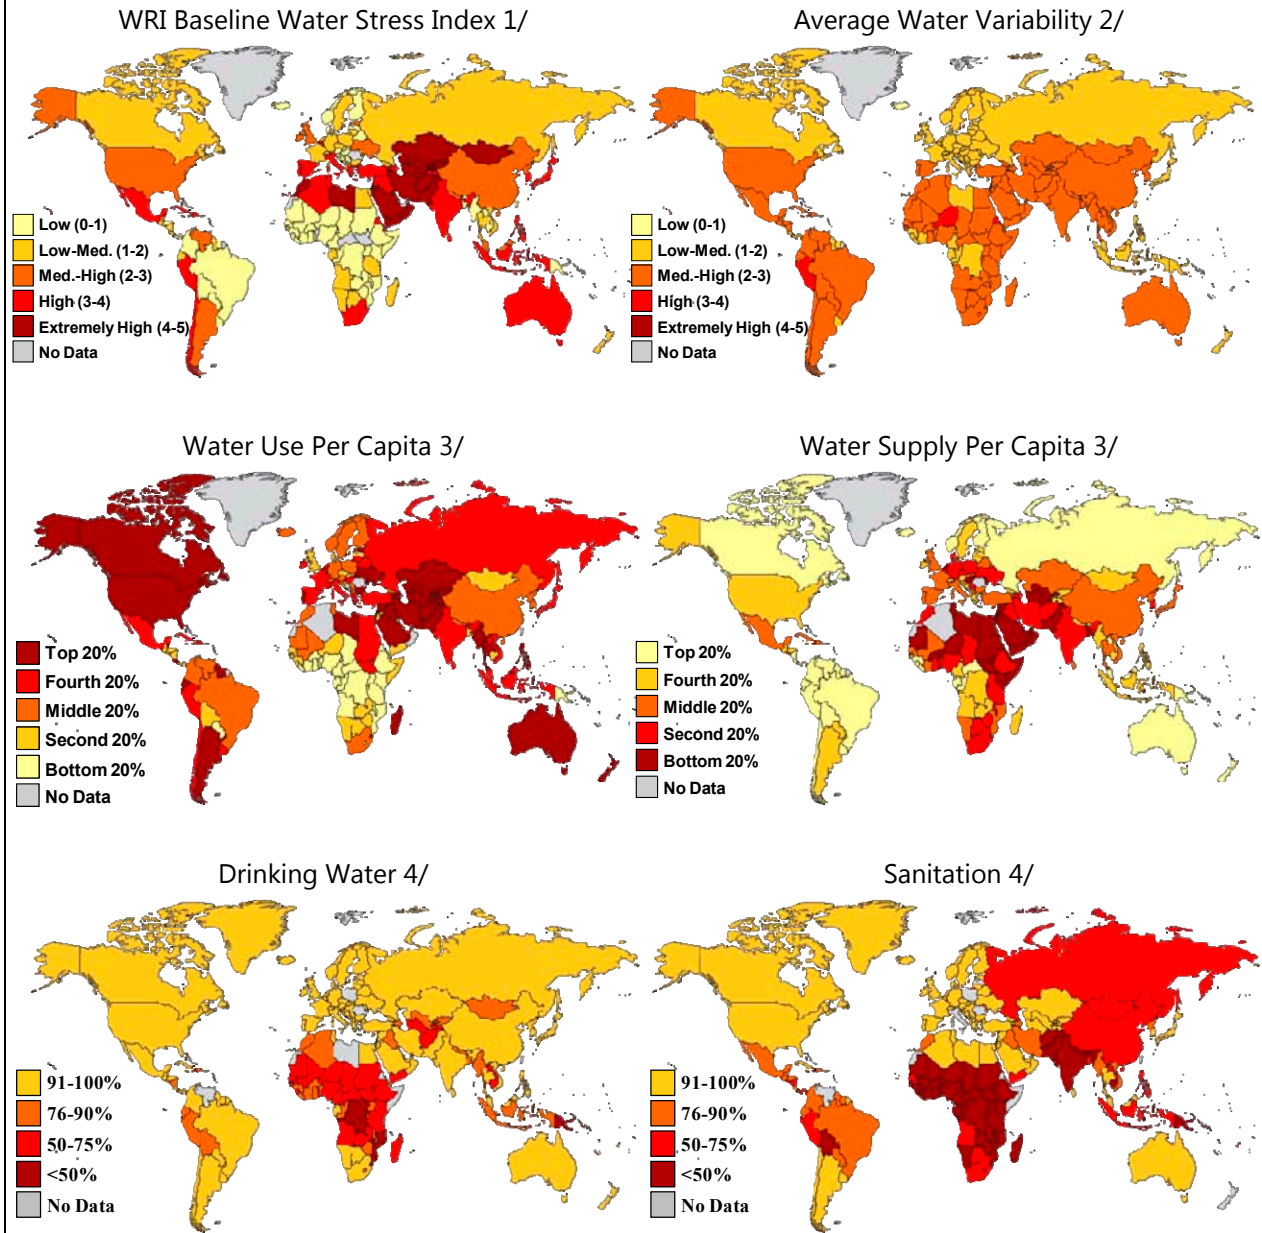 WRI Baseline Water Stress Index 1/
Average Water Variability 2/
Low (0-1)
Low-Med. (1-2)
Med.-High (2-3)
High (3-4)
Extremely High (4-5)
No Data
Low (0-1)
Low-Med. (1-2)
Med.-High (2-3)
High (3-4)
Extremely High (4-5)
No Data
Water Use Per Capita 3/
Water Supply Per Capita 3/
Top 20%
Fourth 20%
Middle 20%
Second 20%
Bottom 20%
No Data
Top 20%
Fourth 20%
Middle 20%
Second 20%
Bottom 20%
No Data
Drinking Water 4/
Sanitation 4/
91-100%
76-90%
50-75%
<50%
No Data
91-100%
76-90%
50-75%
<50%
No Data